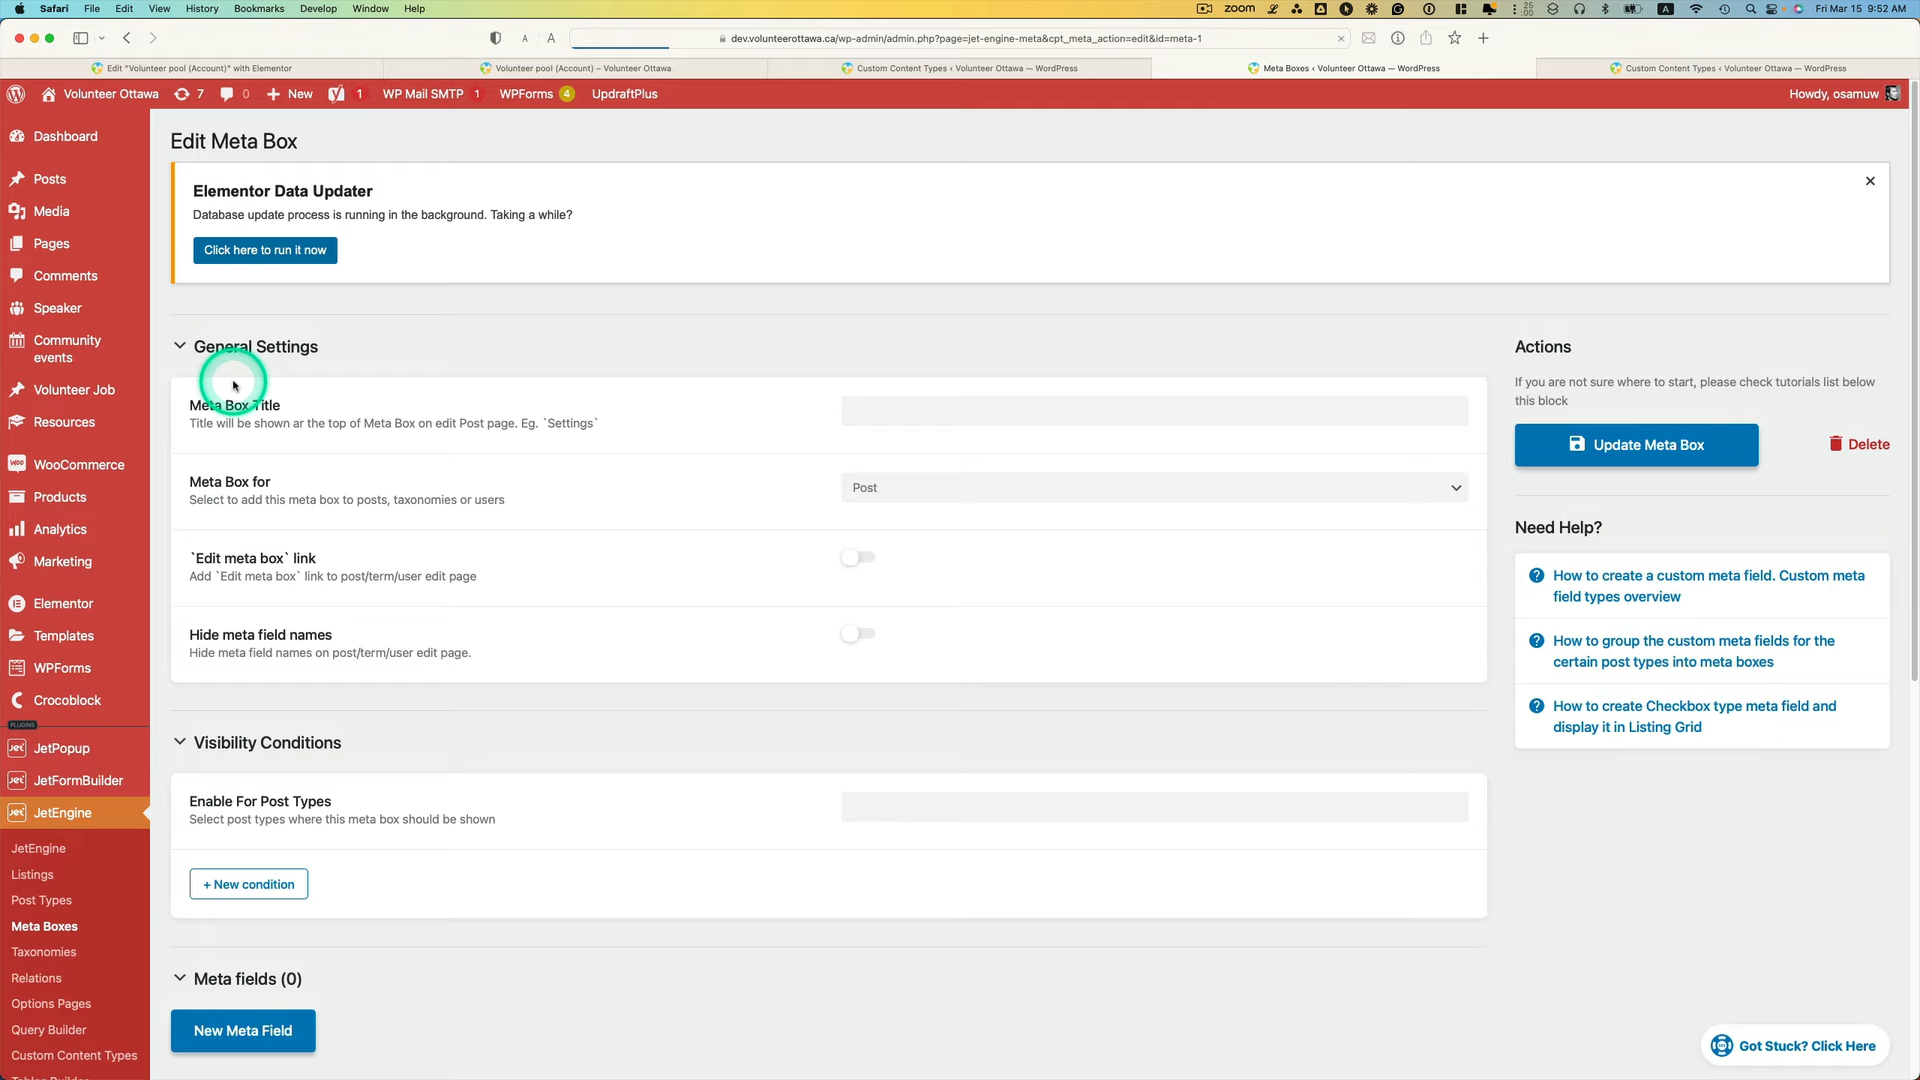 Safari File Edit View History Bookmarks Develop Window Help
zoom
25
:00
A
Fri Mar 15 9:52 AM
A A
dev.volunteerottawa.ca/wp-admin/admin.php?page=jet-engine-meta&cpt_meta_action=edit&id=meta-1
Edit "Volunteer pool (Account)" with Elementor
Volunteer pool (Account) – Volunteer Ottawa
Custom Content Types ‹ Volunteer Ottawa — WordPress
Meta Boxes ‹ Volunteer Ottawa — WordPress
Custom Content Types ‹ Volunteer Ottawa — WordPress
Volunteer Ottawa 7 0 New 1 WP Mail SMTP 1 WPForms 4 UpdraftPlus
Howdy, osamuw
Dashboard
Posts
Media
Pages
Comments
Speaker
Community
events
Volunteer Job
Resources
WooCommerce
Products
Analytics
Marketing
Elementor
Templates
WPForms
Crocoblock
PLUGINS
JetPopup
JetFormBuilder
JetEngine
JetEngine
Listings
Post Types
Meta Boxes
Taxonomies
Relations
Options Pages
Query Builder
Custom Content Types
Edit Meta Box
Elementor Data Updater
Database update process is running in the background. Taking a while?
Click here to run it now
General Settings
Meta Box Title
Title will be shown ar the top of Meta Box on edit Post page. Eg. `Settings`
Meta Box for
Select to add this meta box to posts, taxonomies or users
Post
`Edit meta box` link
Add `Edit meta box` link to post/term/user edit page
Hide meta field names
Hide meta field names on post/term/user edit page.
Visibility Conditions
Enable For Post Types
Select post types where this meta box should be shown
+ New condition
Meta fields (0)
New Meta Field
Actions
If you are not sure where to start, please check tutorials list below
this block
Update Meta Box
Delete
Need Help?
How to create a custom meta field. Custom meta
field types overview
How to group the custom meta fields for the
certain post types into meta boxes
How to create Checkbox type meta field and
display it in Listing Grid
Got Stuck? Click Here